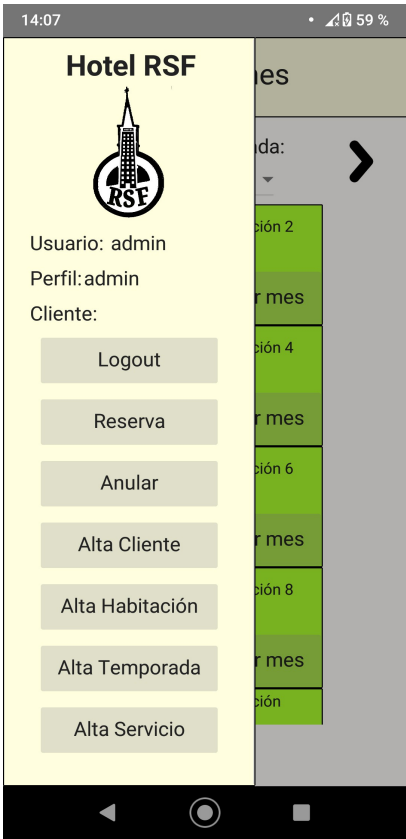 14:07
59 %
Hotel RSF
RSF
Usuario: admin
Perfil:admin
Cliente:
Logout
Reserva
Anular
Alta Cliente
Alta Habitación
Alta Temporada
Alta Servicio
nes
da:
ción 2
r mes
ción 4
r mes
ción 6
r mes
ción 8
r mes
ción